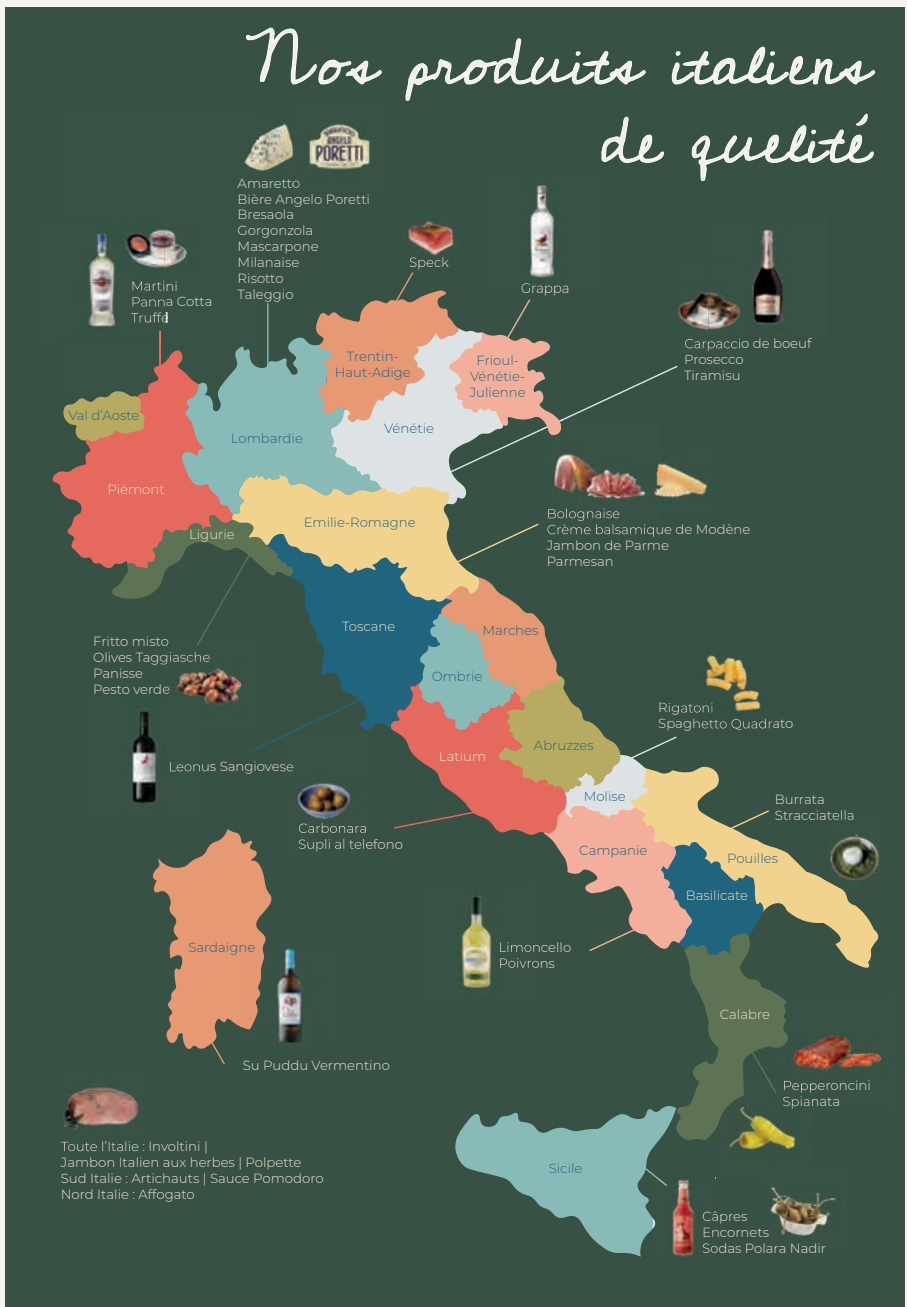 Nos produits italiens
de quelité
BIRRIFICIO
ANGELO
PORETTI
Amaretto
Bière Angelo Poretti
Bresaola
Gorgonzola
Mascarpone
Milanaise
Risotto
Taleggio
Speck
Grappa
Martini
Panna Cotta
Truffe
Carpaccio de boeuf
Prosecco
Tiramisu
Trentin-
Haut-Adige
Frioul-
Vénétie-
Julienne
Val d'Aoste
Lombardie
Vénétie
Piémont
Emilie-Romagne
Ligurie
Bolognaise
Crème balsamique de Modène
Jambon de Parme
Parmesan
Toscane
Marches
Ombrie
Fritto misto
Olives Taggiasche
Panisse
Pesto verde
Rigatoni
Spaghetto Quadrato
Latium
Abruzzes
Leonus Sangiovese
Molise
Burrata
Stracciatella
Carbonara
Supli al telefono
Campanie
Pouilles
Basilicate
Sardaigne
Limoncello
Poivrons
Calabre
Su Puddu Vermentino
Pepperoncini
Spianata
Toute l'Italie : Involtini |
Jambon Italien aux herbes | Polpette
Sud Italie : Artichauts | Sauce Pomodoro
Nord Italie : Affogato
Sicile
Câpres
Encornets
Sodas Polara Nadir